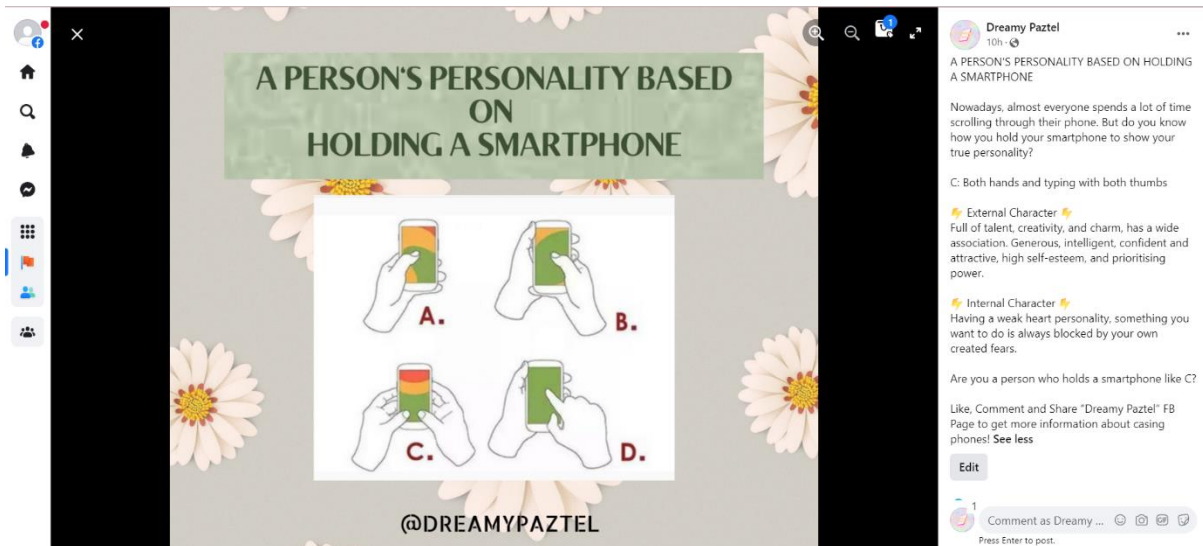 A PERSON'S PERSONALITY BASED
ON
HOLDING A SMARTPHONE
A.
B.
C.
D.
@DREAMYPAZTEL
1
Dreamy Paztel
10h ·
A PERSON'S PERSONALITY BASED ON HOLDING
A SMARTPHONE
Nowadays, almost everyone spends a lot of time
scrolling through their phone. But do you know
how you hold your smartphone to show your
true personality?
C: Both hands and typing with both thumbs
👇 External Character 👇
Full of talent, creativity, and charm, has a wide
association. Generous, intelligent, confident and
attractive, high self-esteem, and prioritising
power.
👇 Internal Character 👇
Having a weak heart personality, something you
want to do is always blocked by your own
created fears.
Are you a person who holds a smartphone like C?
Like, Comment and Share "Dreamy Paztel" FB
Page to get more information about casing
phones! See less
Edit
1
Comment as Dreamy ...
GIF
Press Enter to post.